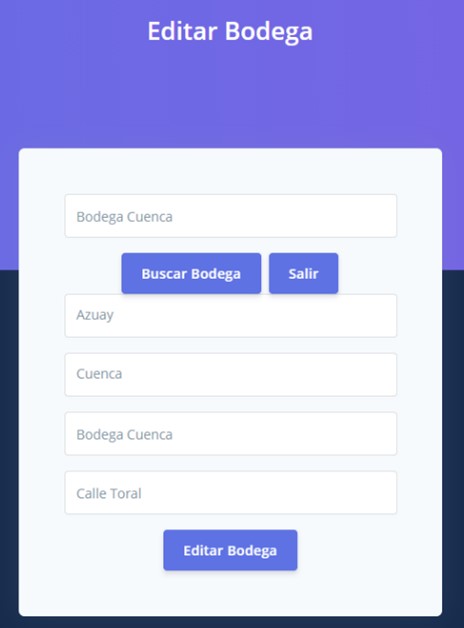 Editar Bodega
Bodega Cuenca
Buscar Bodega Salir
Azuay
Cuenca
Bodega Cuenca
Calle Toral
Editar Bodega